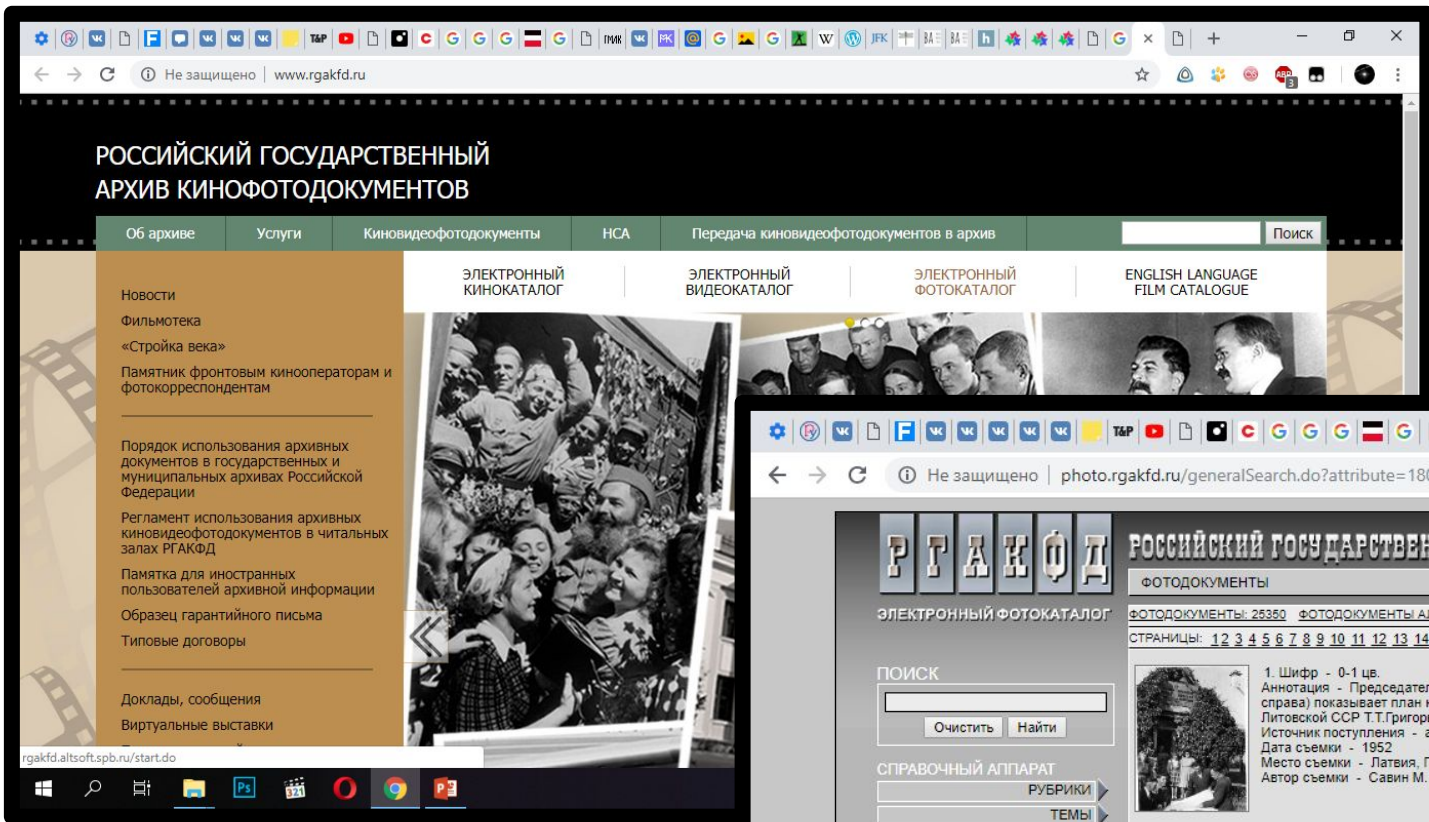 Не защищено | www.rgakfd.ru
РОССИЙСКИЙ ГОСУДАРСТВЕННЫЙ
АРХИВ КИНОФОТОДОКУМЕНТОВ
Об архиве Услуги Киновидеофотодокументы НСА Передача киновидеофотодокументов в архив Поиск
ЭЛЕКТРОННЫЙ
КИНОКАТАЛОГ
ЭЛЕКТРОННЫЙ
ВИДЕОКАТАЛОГ
ЭЛЕКТРОННЫЙ
ФОТОКАТАЛОГ
ENGLISH LANGUAGE
FILM CATALOGUE
Новости
Фильмотека
«Стройка века»
Памятник фронтовым кинооператорам и
фотокорреспондентам
Порядок использования архивных
документов в государственных и
муниципальных архивах Российской
Федерации
Регламент использования архивных
киновидеофотодокументов в читальных
залах РГАКФД
Памятка для иностранных
пользователей архивной информации
Образец гарантийного письма
Типовые договоры
Доклады, сообщения
Виртуальные выставки
rgakfd.altsoft.spb.ru/start.do
Не защищено | photo.rgakfd.ru/generalSearch.do?attribute=180
РГАКФД
ЭЛЕКТРОННЫЙ ФОТОКАТАЛОГ
РОССИЙСКИЙ ГОСУДАРСТВЕН
ФОТОДОКУМЕНТЫ
ФОТОДОКУМЕНТЫ: 25350 ФОТОДОКУМЕНТЫ АЛ
СТРАНИЦЫ: 1 2 3 4 5 6 7 8 9 10 11 12 13 14
ПОИСК
Очистить Найти
СПРАВОЧНЫЙ АППАРАТ
РУБРИКИ
ТЕМЫ
1. Шифр - 0-1 цв.
Аннотация - Председател
справа) показывает план
Литовской ССР Т.Т.Григор
Источник поступления - а
Дата съемки - 1952
Место съемки - Латвия,
Автор съемки - Савин М.